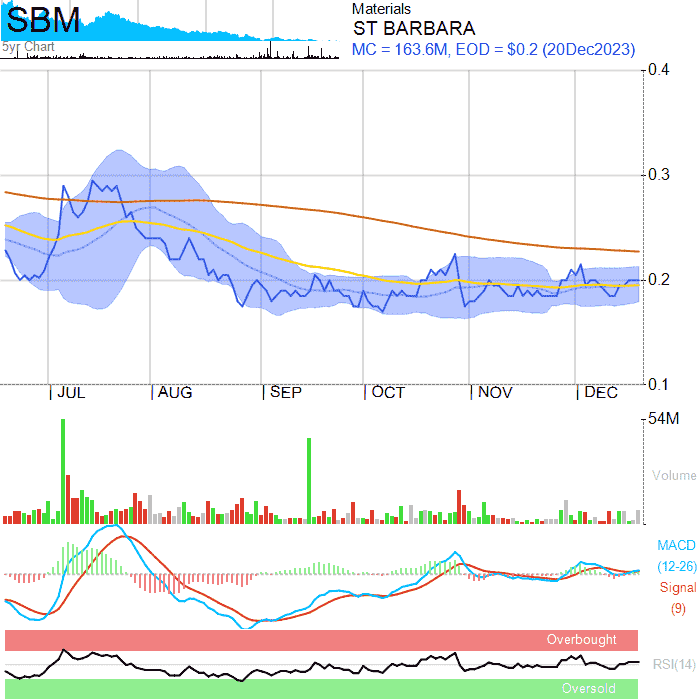 SBM
5yr Chart
Materials
ST BARBARA
MC = 163.6M, EOD = $0.2 (20Dec2023)
0.4
0.3
0.2
0.1
JUL AUG SEP OCT NOV DEC
54M
Volume
MACD
(12-26)
Signal
(9)
Overbought
RSI(14)
Oversold